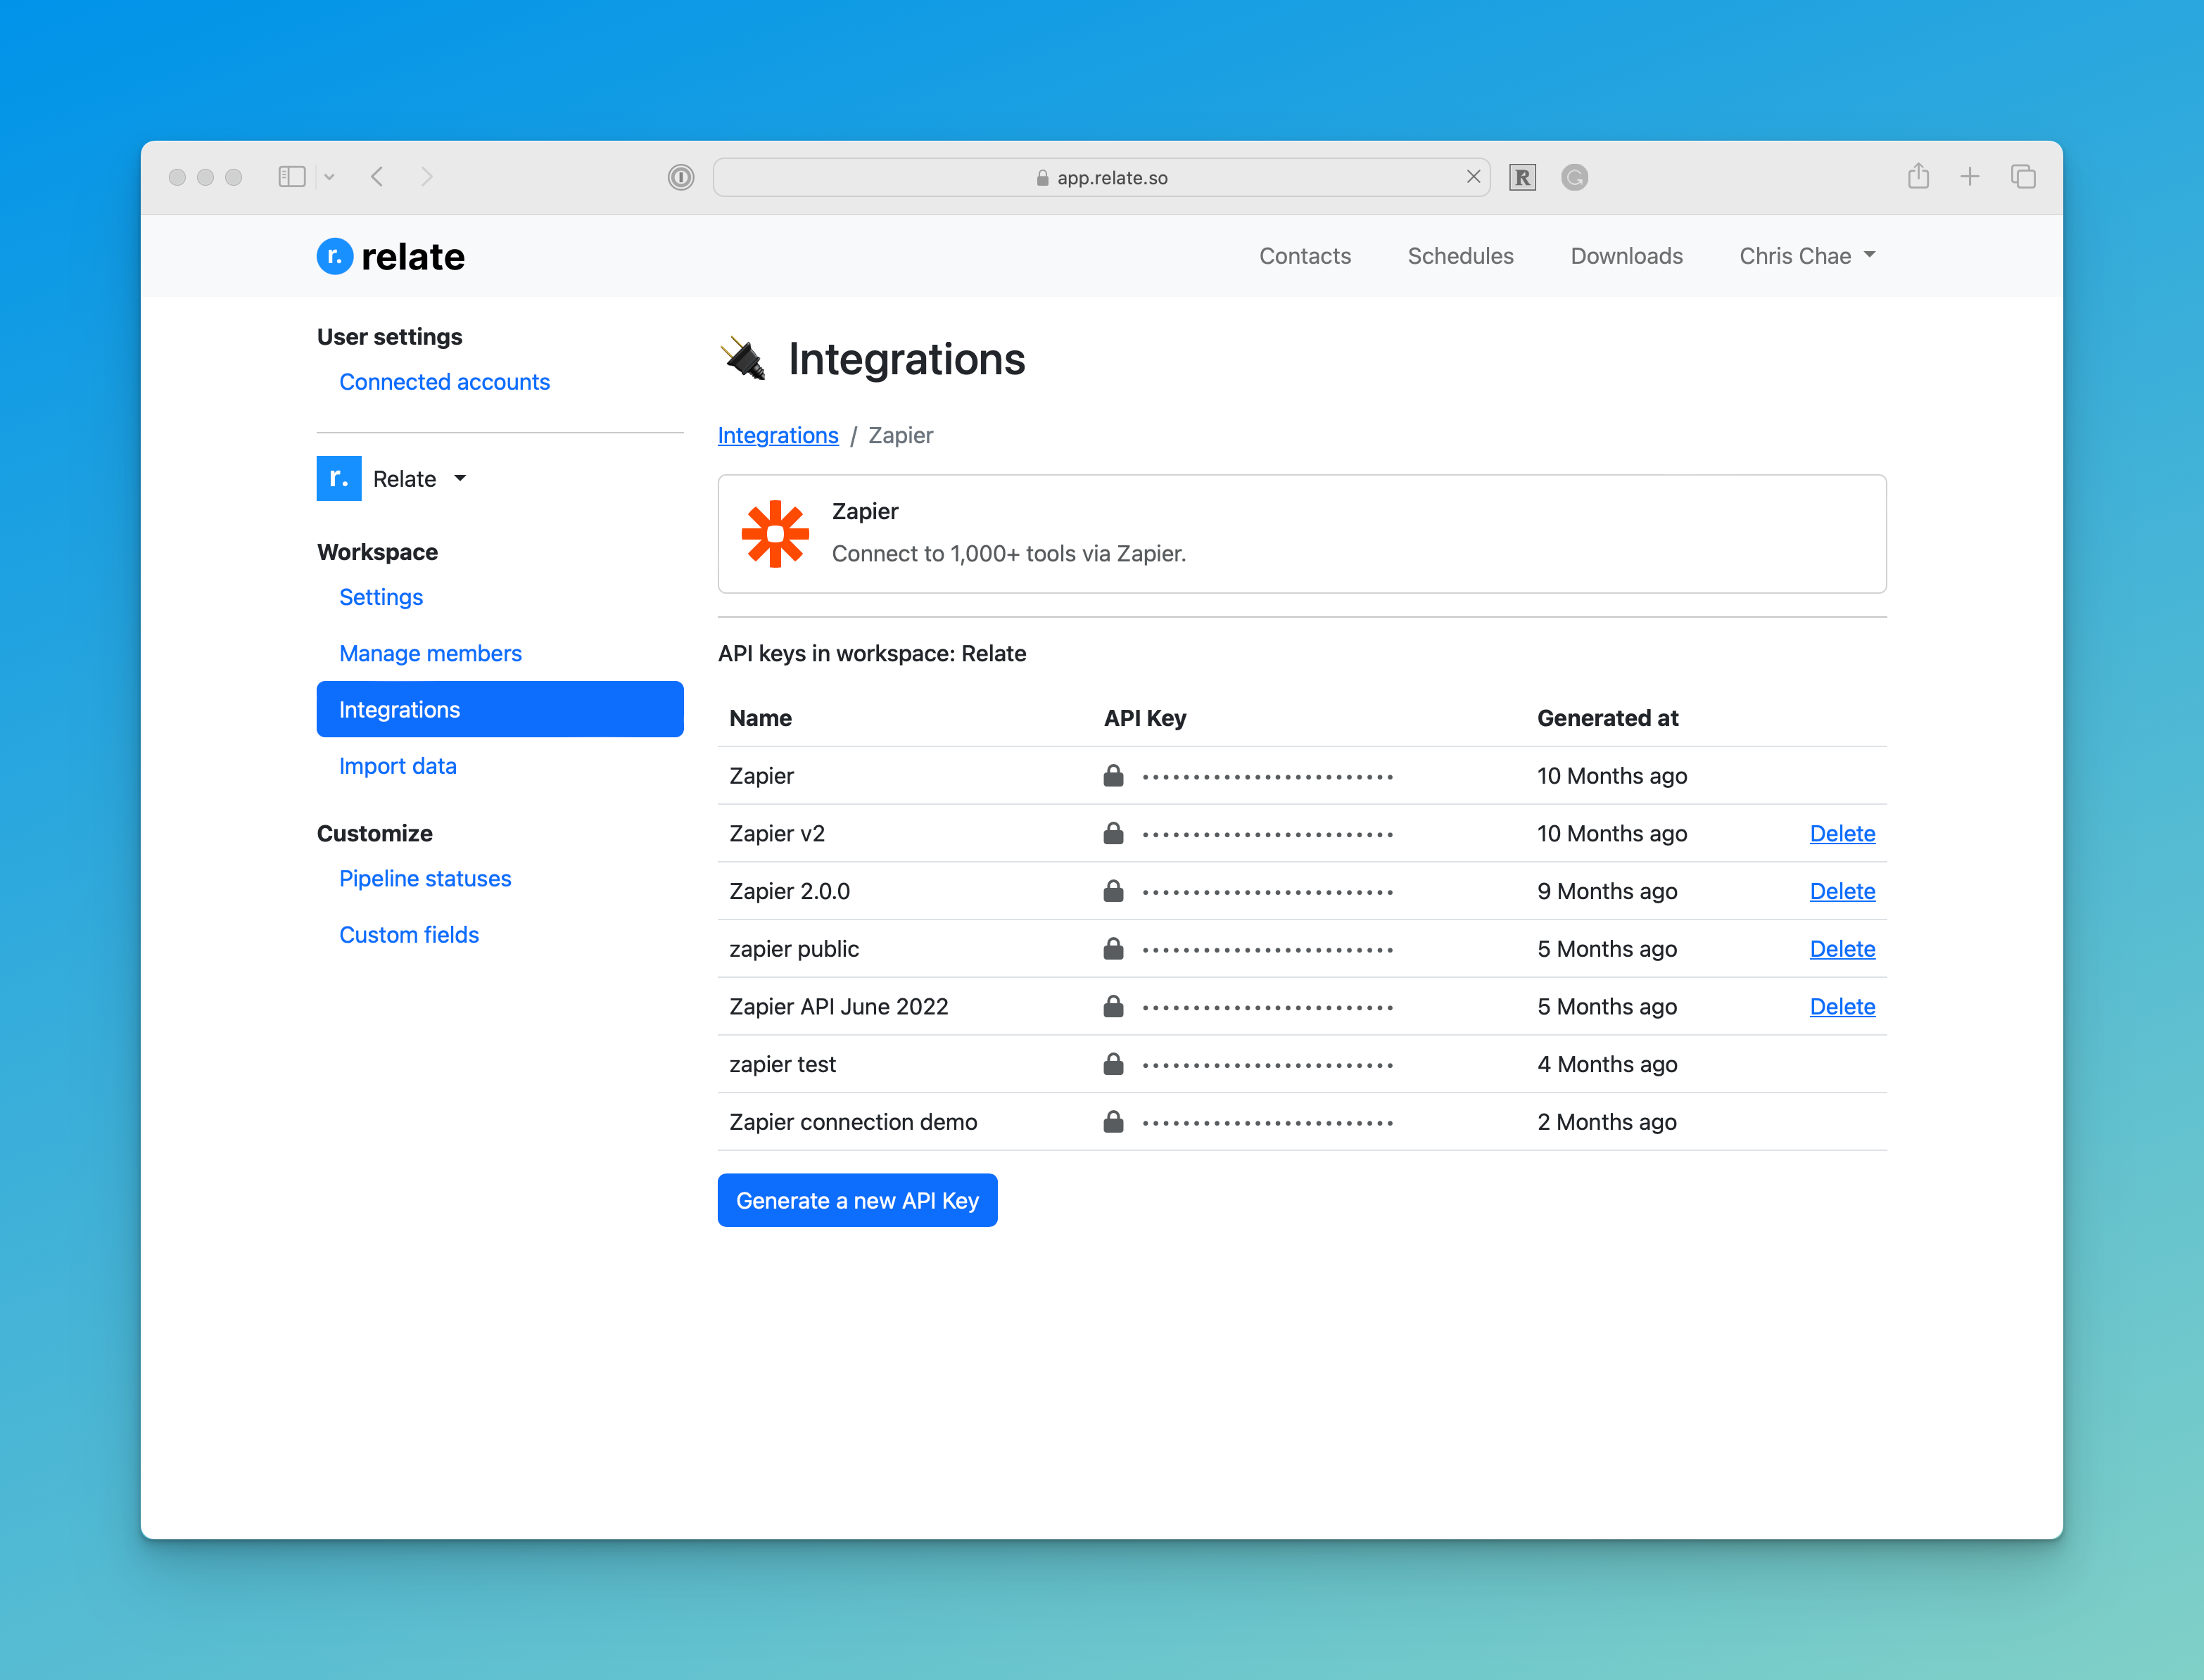 app.relate.so
R
r. relate
Contacts Schedules Downloads Chris Chae
User settings
Connected accounts
r. Relate
Workspace
Settings
Manage members
Integrations
Import data
Customize
Pipeline statuses
Custom fields
Integrations
Integrations / Zapier
Zapier
Connect to 1,000+ tools via Zapier.
API keys in workspace: Relate
Name API Key Generated at
Zapier ························· 10 Months ago
Zapier v2 ························· 10 Months ago Delete
Zapier 2.0.0 ························· 9 Months ago Delete
zapier public ························· 5 Months ago Delete
Zapier API June 2022 ························· 5 Months ago Delete
zapier test ························· 4 Months ago
Zapier connection demo ························· 2 Months ago
Generate a new API Key